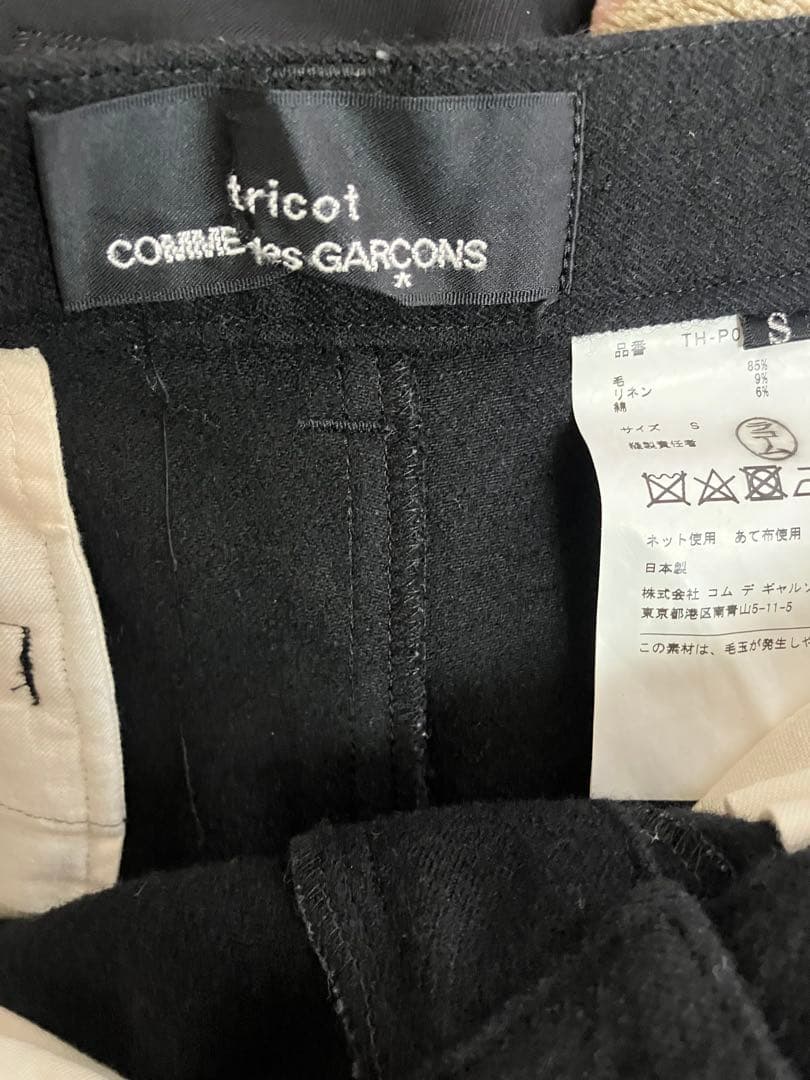 tricot
COMME des GARÇONS
*
品番 TH-P0
S
85%
毛 9%
リネン 6%
綿
サイズ S
縫製責任者
ネット使用 あて布使用
日本製
株式会社 コム デ ギャルソ
東京都港区南青山5-11-5
この素材は、毛玉が発生しや